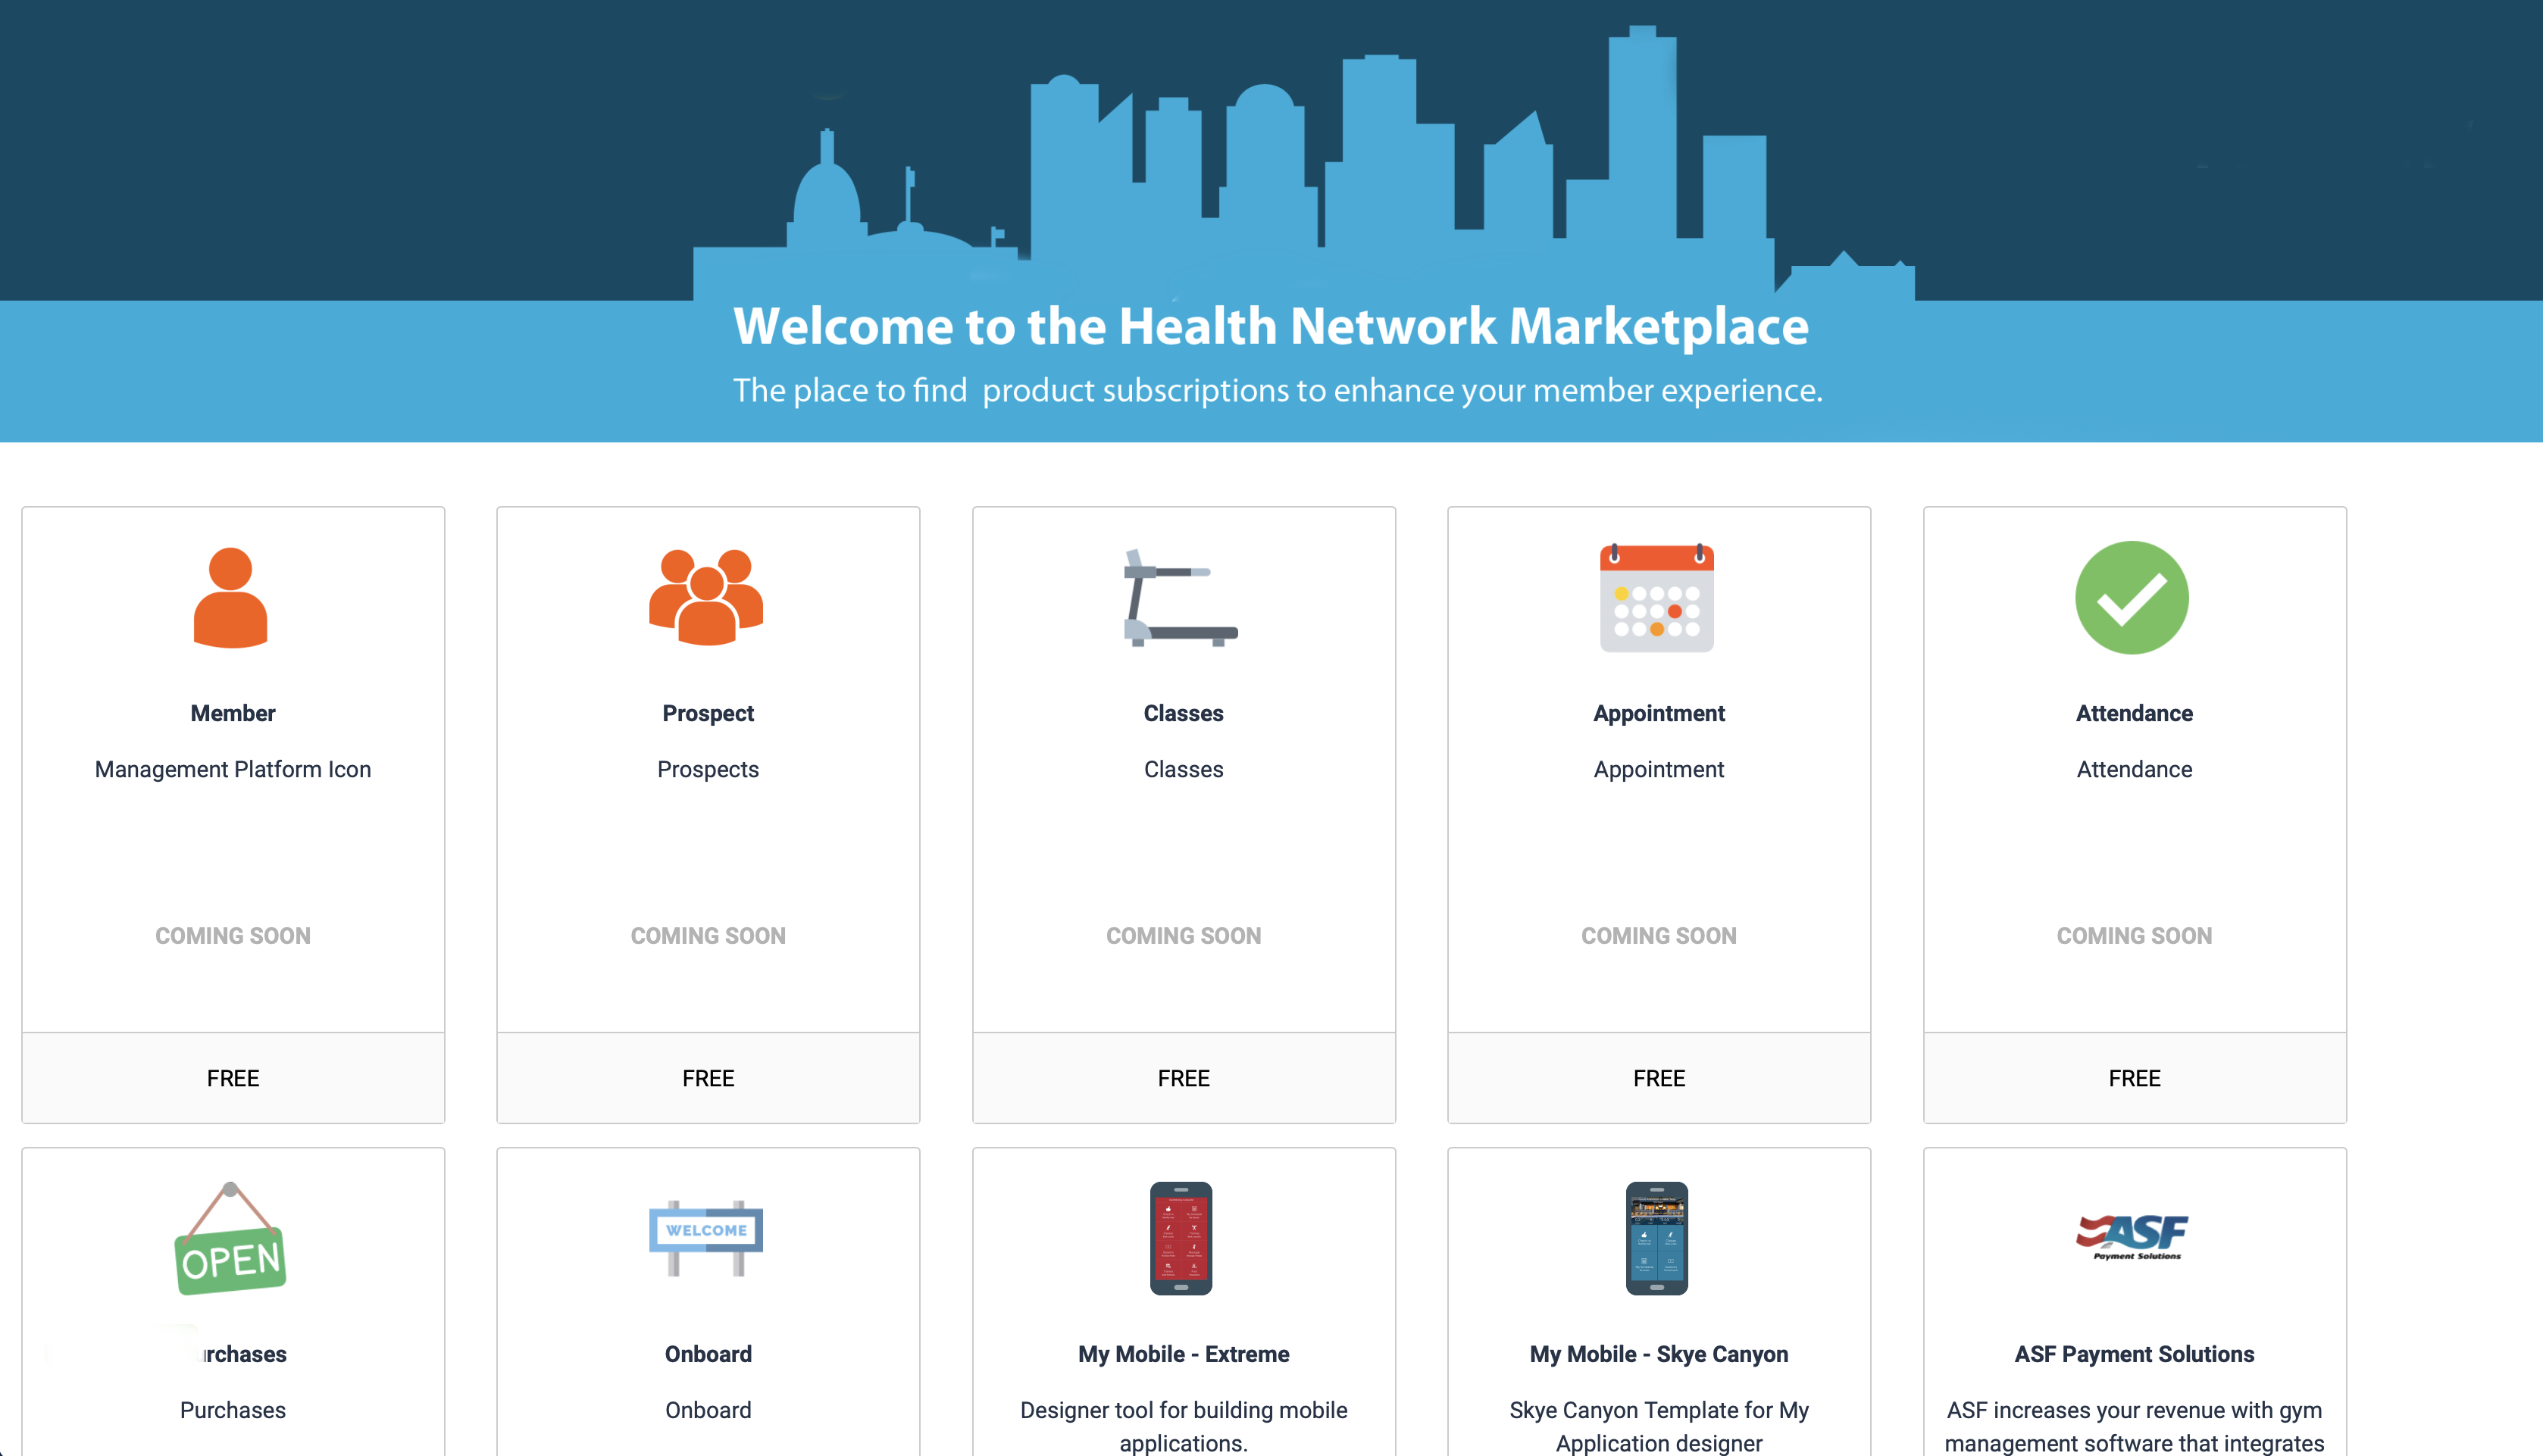 Welcome to the Health Network Marketplace
The place to find product subscriptions to enhance your member experience.
Member
Management Platform Icon
COMING SOON
FREE
Prospect
Prospects
COMING SOON
FREE
Classes
Classes
COMING SOON
FREE
Appointment
Appointment
COMING SOON
FREE
Attendance
Attendance
COMING SOON
FREE
OPEN
rchases
Purchases
WELCOME
Onboard
Onboard
My Mobile - Extreme
Designer tool for building mobile
applications.
My Mobile - Skye Canyon
Skye Canyon Template for My
Application designer
ASF
Payment Solutions
ASF Payment Solutions
ASF increases your revenue with gym
management software that integrates